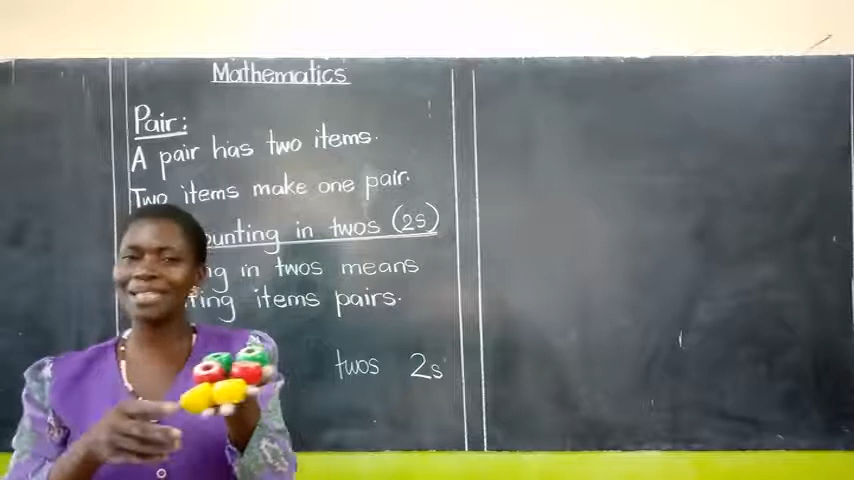 Mathematics
Pair:
A pair has two items.
Two items make one pair.
unting in twos (2s)
ng in twos means
ting items pairs.
twos 2s